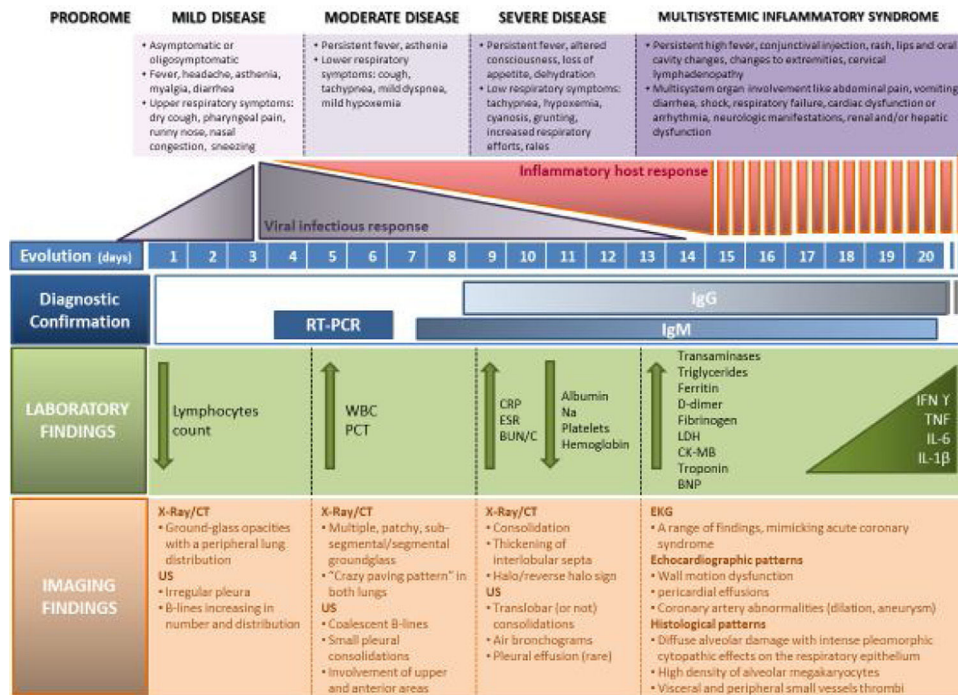 PRODROME
MILD DISEASE
MODERATE DISEASE
SEVERE DISEASE
MULTISYSTEMIC INFLAMMATORY SYNDROME
• Asymptomatic or
oligosymptomatic
• Fever, headache, asthenia,
myalgia, diarrhea
• Upper respiratory symptoms:
dry cough, pharyngeal pain,
runny nose, nasal
congestion, sneezing
• Persistent fever, asthenia
• Lower respiratory
symptoms: cough,
tachypnea, mild dyspnea,
mild hypoxemia
• Persistent fever, altered
consciousness, loss of
appetite, dehydration
• Low respiratory symptoms:
tachypnea, hypoxemia,
cyanosis, grunting,
increased respiratory
efforts, rales
• Persistent high fever, conjunctival injection, rash, lips and oral
cavity changes, changes to extremities, cervical
lymphadenopathy
• Multisystem organ involvement like abdominal pain, vomiting
diarrhea, shock, respiratory failure, cardiac dysfunction or
arrhythmia, neurologic manifestations, renal and/or hepatic
dysfunction
Inflammatory host response
Viral infectious response
Evolution (days) 1 2 3 4 5 6 7 8 9 10 11 12 13 14 15 16 17 18 19 20
Diagnostic
Confirmation
IgG
RT-PCR
IgM
LABORATORY
FINDINGS
Lymphocytes
count
WBC
PCT
CRP
ESR
BUN/C
Albumin
Na
Platelets
Hemoglobin
Transaminases
Triglycerides
Ferritin
D-dimer
Fibrinogen
LDH
CK-MB
Troponin
BNP
IFN Y
TNF
IL-6
IL-1β
IMAGING
FINDINGS
X-Ray/CT
• Ground-glass opacities
with a peripheral lung
distribution
US
• Irregular pleura
• B-lines increasing in
number and distribution
X-Ray/CT
• Multiple, patchy, sub-
segmental/segmental
groundglass
• "Crazy paving pattern" in
both lungs
US
• Coalescent B-lines
• Small pleural
consolidations
• Involvement of upper
and anterior areas
X-Ray/CT
• Consolidation
• Thickening of
interlobular septa
• Halo/reverse halo sign
US
• Translobar (or not)
consolidations
• Air bronchograms
• Pleural effusion (rare)
EKG
• A range of findings, mimicking acute coronary
syndrome
Echocardiographic patterns
• Wall motion dysfunction
• pericardial effusions
• Coronary artery abnormalities (dilation, aneurysm)
Histological patterns
• Diffuse alveolar damage with intense pleomorphic
cytopathic effects on the respiratory epithelium
• High density of alveolar megakaryocytes
• Visceral and peripheral small vessels thrombi